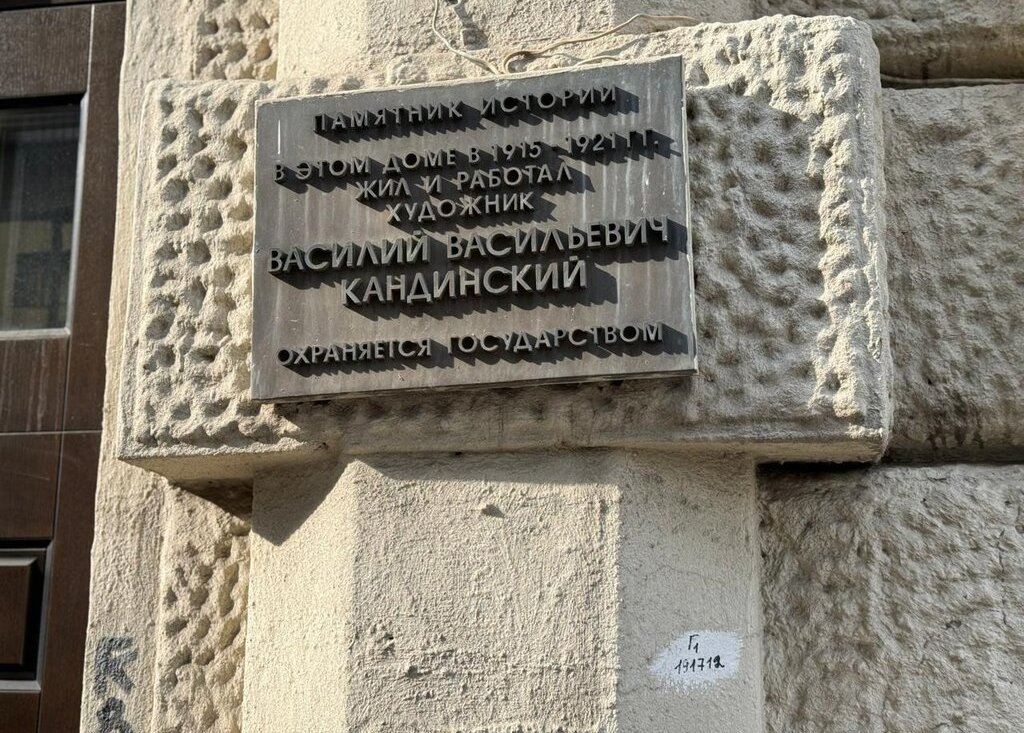 ПАМЯТНИК ИСТОРИИ
В ЭТОМ ДОМЕ В 1915-1921 ГГ.
ЖИЛ И РАБОТАЛ
ХУДОЖНИК
ВАСИЛИЙ ВАСИЛЬЕВИЧ
КАНДИНСКИЙ
ОХРАНЯЕТСЯ ГОСУДАРСТВОМ
Г1
191712